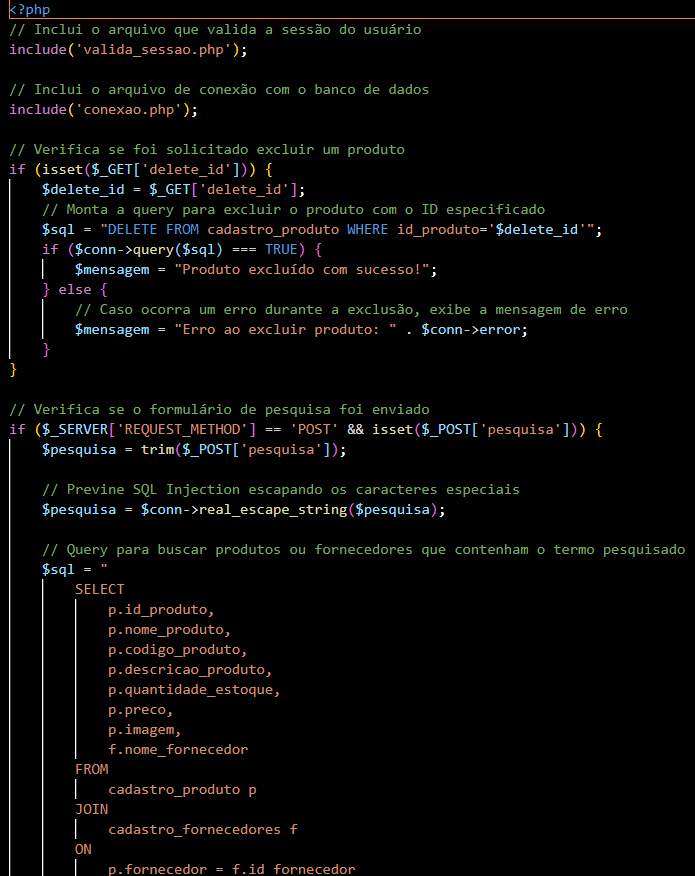 <?php
// Inclui o arquivo que valida a sessão do usuário
include('valida_sessao.php');
// Inclui o arquivo de conexão com o banco de dados
include('conexao.php');
// Verifica se foi solicitado excluir um produto
if (isset($_GET['delete_id'])) {
$delete_id = $_GET['delete_id'];
// Monta a query para excluir o produto com o ID especificado
$sql = "DELETE FROM cadastro_produto WHERE id_produto='$delete_id'";
if ($conn->query($sql) === TRUE) {
$mensagem = "Produto excluído com sucesso!";
} else {
// Caso ocorra um erro durante a exclusão, exibe a mensagem de erro
$mensagem = "Erro ao excluir produto: " . $conn->error;
}
}
// Verifica se o formulário de pesquisa foi enviado
if ($_SERVER['REQUEST_METHOD'] == 'POST' && isset($_POST['pesquisa'])) {
$pesquisa = trim($_POST['pesquisa']);
// Previne SQL Injection escapando os caracteres especiais
$pesquisa = $conn->real_escape_string($pesquisa);
// Query para buscar produtos ou fornecedores que contenham o termo pesquisado
$sql = "
SELECT
p.id_produto,
p.nome_produto,
p.codigo_produto,
p.descricao_produto,
p.quantidade_estoque,
p.preco,
p.imagem,
f.nome_fornecedor
FROM
cadastro_produto p
JOIN
cadastro_fornecedores f
ON
p.fornecedor = f.id_fornecedor